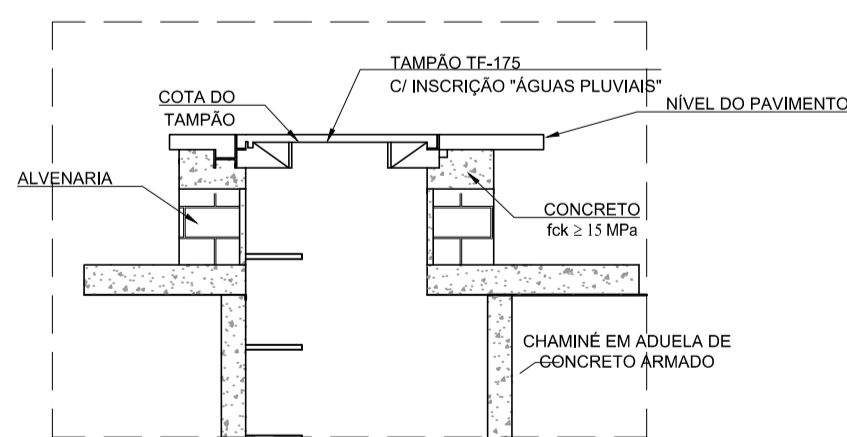 TAMPÃO TF-175
C/ INSCRIÇÃO "ÁGUAS PLUVIAIS"
COTA DO
TAMPÃO
NÍVEL DO PAVIMENTO
ALVENARIA
CONCRETO
fck ≥ 15 MPa
CHAMINÉ EM ADUELA DE
CONCRETO ARMADO